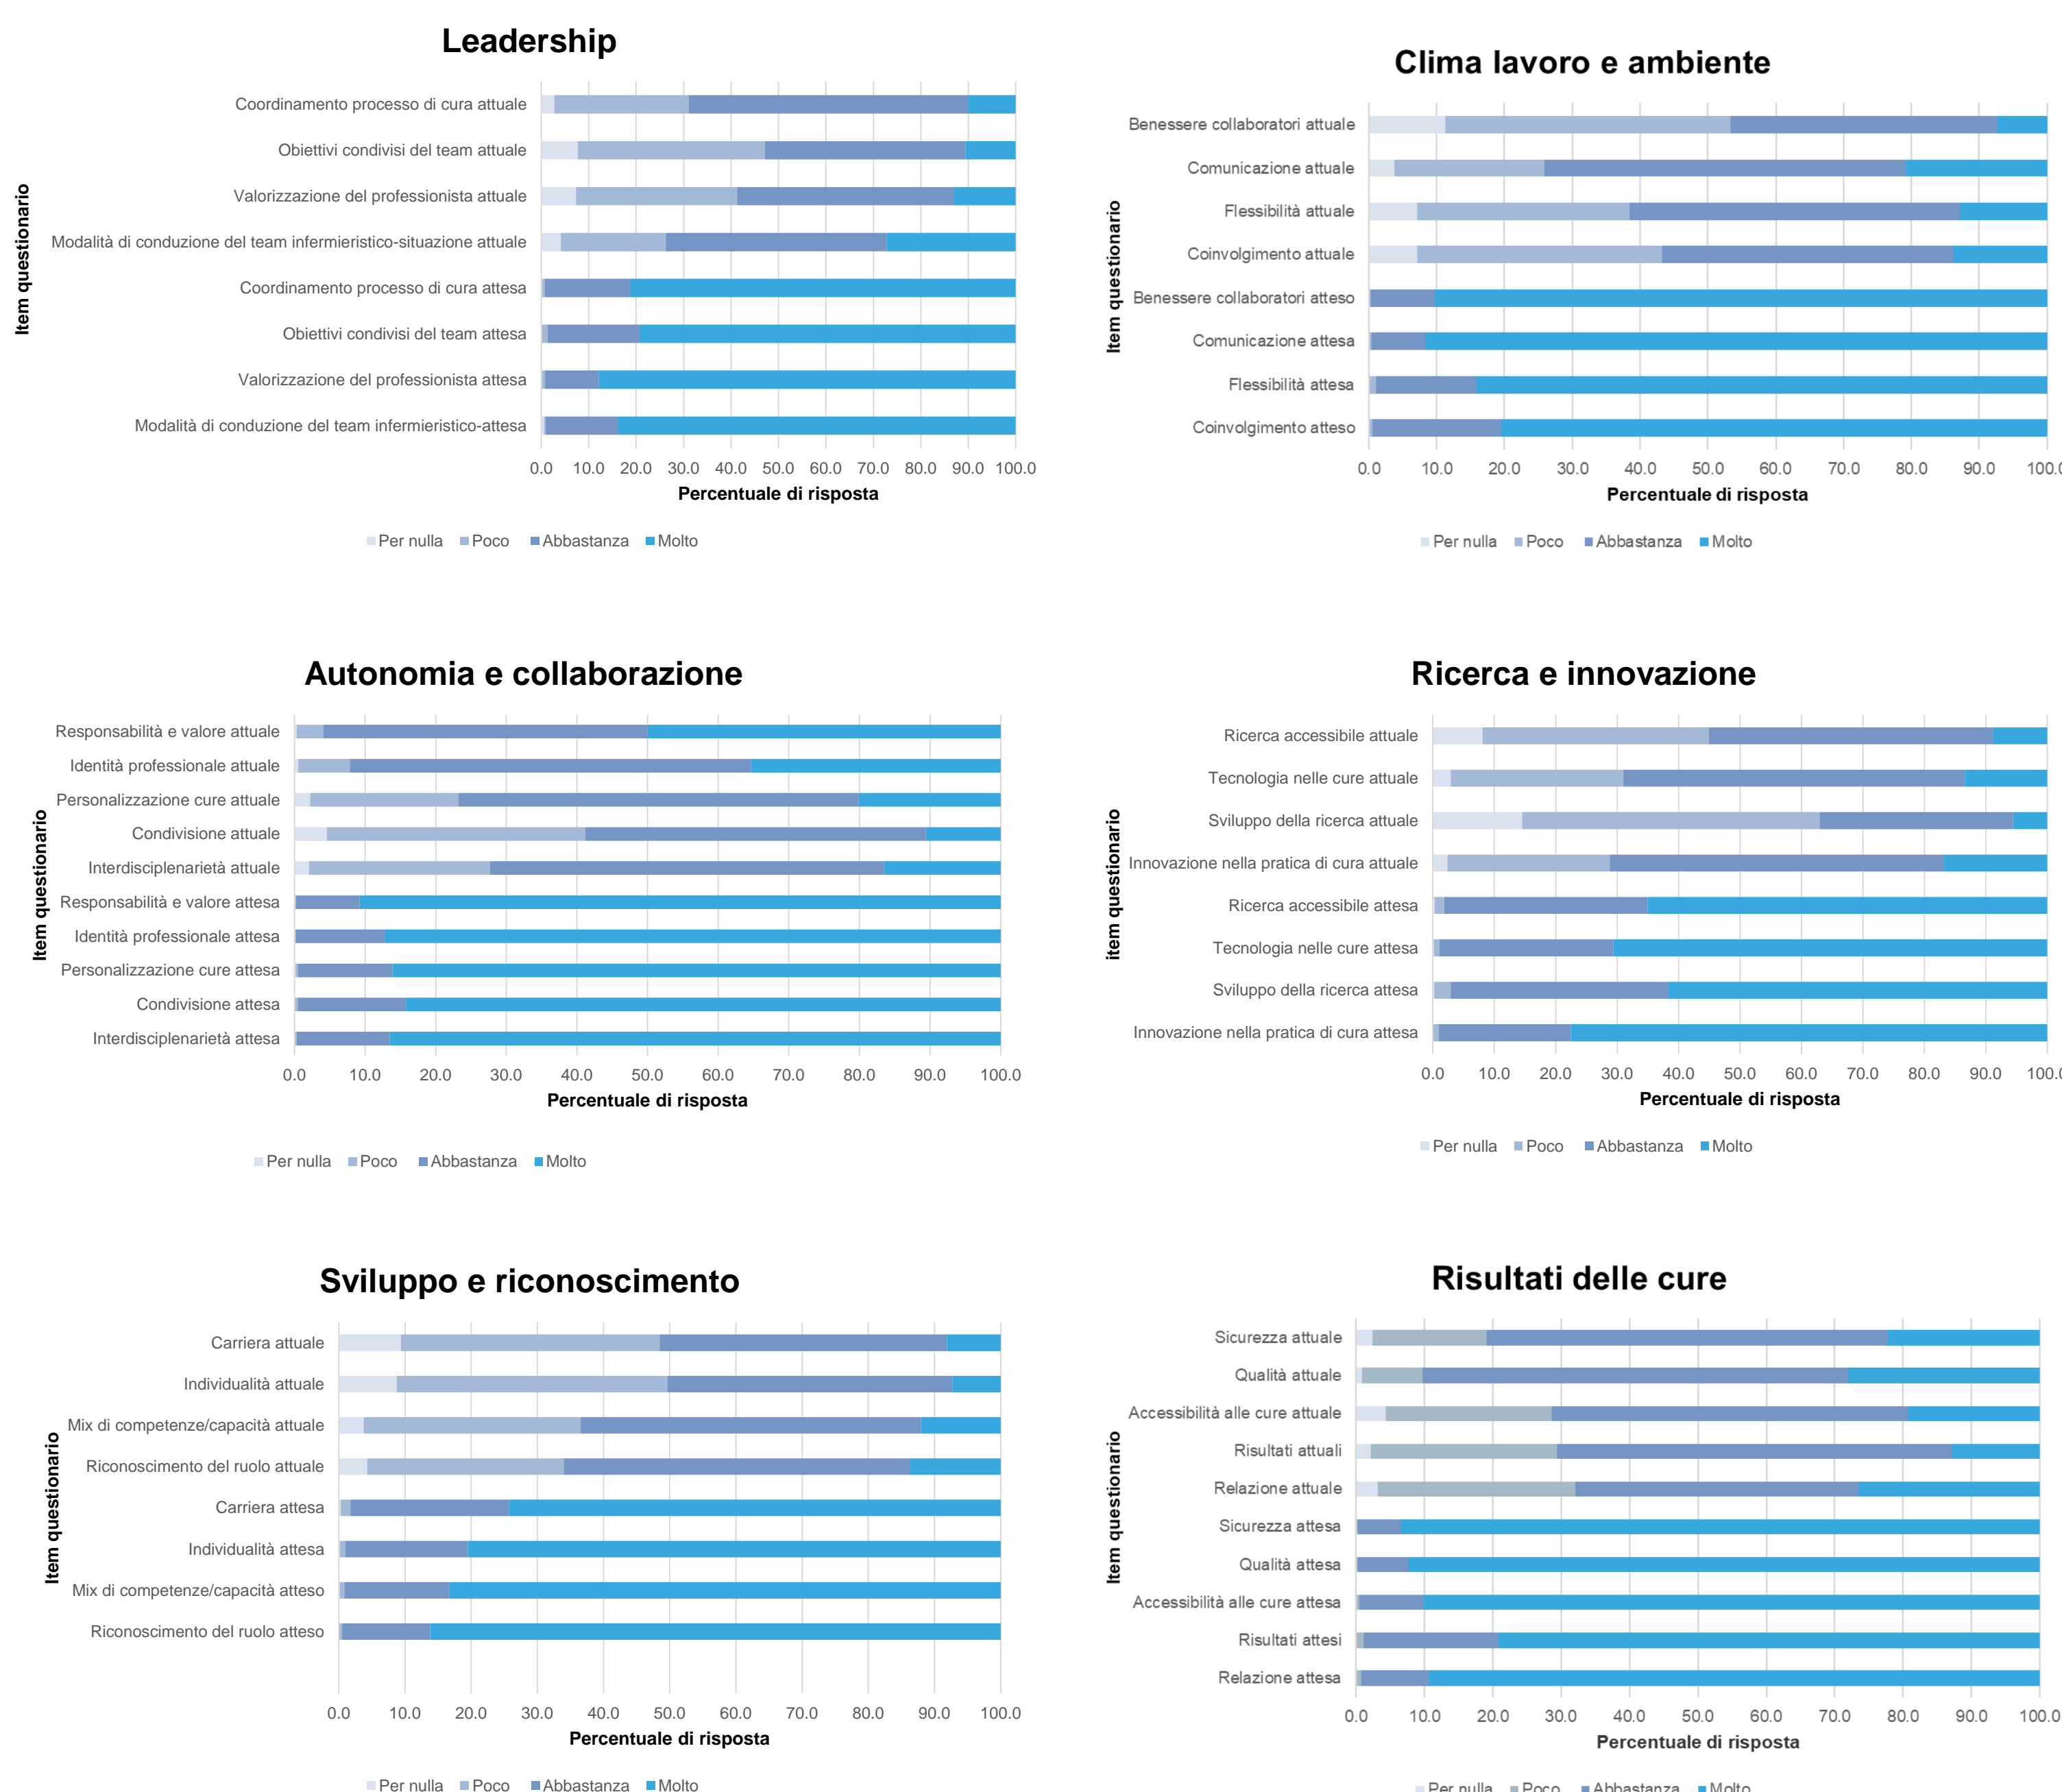 Leadership
Item questionario
Coordinamento processo di cura attuale
Obiettivi condivisi del team attuale
Valorizzazione del professionista attuale
Modalità di conduzione del team infermieristico-situazione attuale
Coordinamento processo di cura attesa
Obiettivi condivisi del team attesa
Valorizzazione del professionista attesa
Modalità di conduzione del team infermieristico-attesa
0.0 10.0 20.0 30.0 40.0 50.0 60.0 70.0 80.0 90.0 100.0
Percentuale di risposta
Per nulla Poco Abbastanza Molto
Clima lavoro e ambiente
Item questionario
Benessere collaboratori attuale
Comunicazione attuale
Flessibilità attuale
Coinvolgimento attuale
Benessere collaboratori atteso
Comunicazione attesa
Flessibilità attesa
Coinvolgimento atteso
0.0 10.0 20.0 30.0 40.0 50.0 60.0 70.0 80.0 90.0 100.0
Percentuale di risposta
Per nulla Poco Abbastanza Molto
Autonomia e collaborazione
Item questionario
Responsabilità e valore attuale
Identità professionale attuale
Personalizzazione cure attuale
Condivisione attuale
Interdisciplenarietà attuale
Responsabilità e valore attesa
Identità professionale attesa
Personalizzazione cure attesa
Condivisione attesa
Interdisciplenarietà attesa
0.0 10.0 20.0 30.0 40.0 50.0 60.0 70.0 80.0 90.0 100.0
Percentuale di risposta
Per nulla Poco Abbastanza Molto
Ricerca e innovazione
item questionario
Ricerca accessibile attuale
Tecnologia nelle cure attuale
Sviluppo della ricerca attuale
Innovazione nella pratica di cura attuale
Ricerca accessibile attesa
Tecnologia nelle cure attesa
Sviluppo della ricerca attesa
Innovazione nella pratica di cura attesa
0.0 10.0 20.0 30.0 40.0 50.0 60.0 70.0 80.0 90.0 100.0
Percentuale di risposta
Per nulla Poco Abbastanza Molto
Sviluppo e riconoscimento
Item questionario
Carriera attuale
Individualità attuale
Mix di competenze/capacità attuale
Riconoscimento del ruolo attuale
Carriera attesa
Individualità attesa
Mix di competenze/capacità atteso
Riconoscimento del ruolo atteso
0.0 10.0 20.0 30.0 40.0 50.0 60.0 70.0 80.0 90.0 100.0
Percentuale di risposta
Per nulla Poco Abbastanza Molto
Risultati delle cure
Item questionario
Sicurezza attuale
Qualità attuale
Accessibilità alle cure attuale
Risultati attuali
Relazione attuale
Sicurezza attesa
Qualità attesa
Accessibilità alle cure attesa
Risultati attesi
Relazione attesa
0.0 10.0 20.0 30.0 40.0 50.0 60.0 70.0 80.0 90.0 100.0
Percentuale di risposta
Per nulla Poco Abbastanza Molto